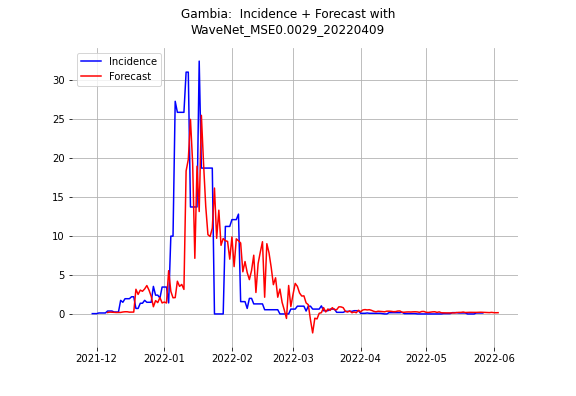 Gambia:  Incidence + Forecast with
WaveNet_MSE0.0029_20220409
Incidence
Forecast
30
25
20
15
10
5
0
2021-12 2022-01 2022-02 2022-03 2022-04 2022-05 2022-06